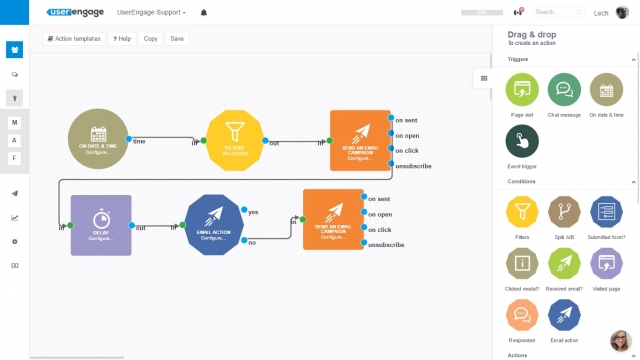 userengage
UserEngage Support
Search...
Lech
Action templates
? Help
Copy
Save
ON DATE & TIME
Configure...
time
in
FILTERS
SELECTED
out
in
SEND AN EMAIL
CAMPAIGN
Configure...
on sent
on open
on click
unsubscribe
in
DELAY
Configure...
out
in
EMAIL ACTION
Configure...
yes
no
in
SEND AN EMAIL
CAMPAIGN
Configure...
on sent
on open
on click
unsubscribe
M
A
F
Drag & drop
To create an action
Triggers
Page visit
Chat message
On date & time
Event trigger
Conditions
Filters
Split A/B
Submitted form?
Clicked modal?
Received email?
Visited page
Responded
Email action
Actions